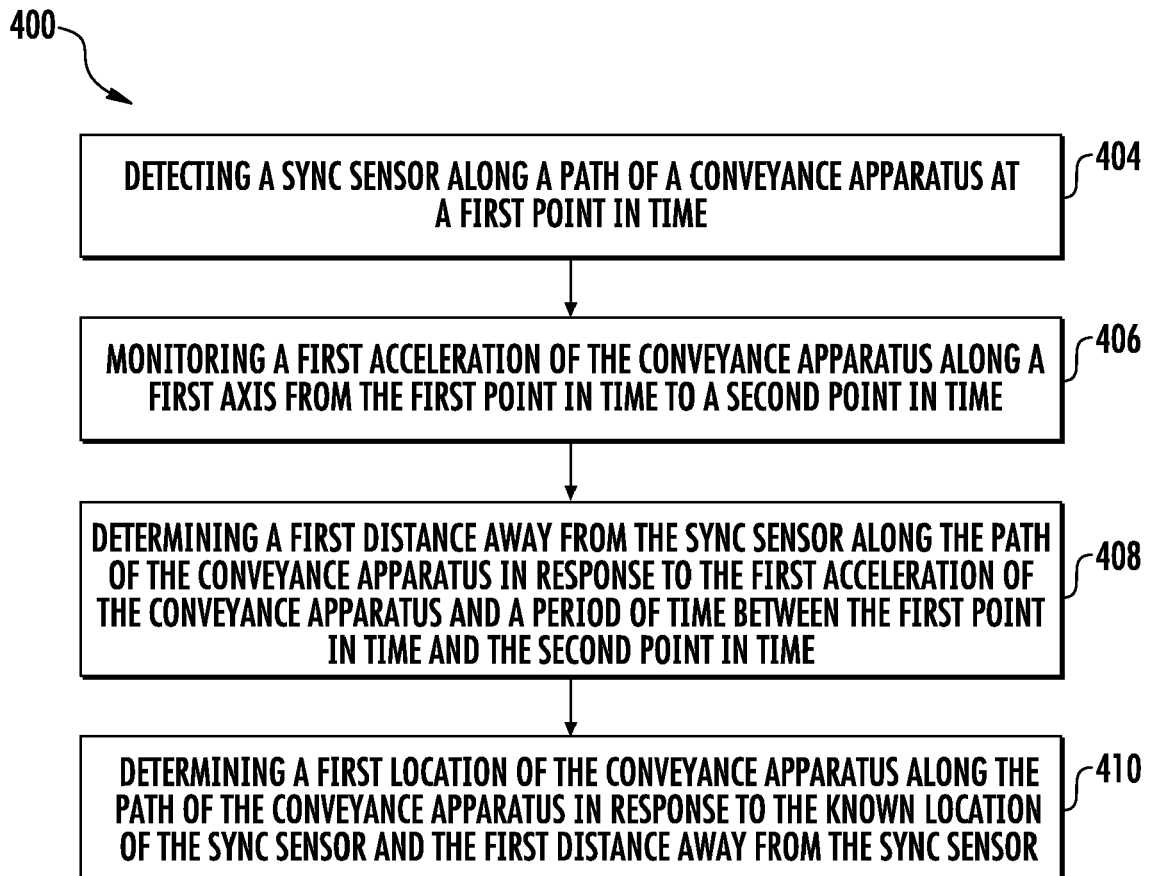 400
DETECTING A SYNC SENSOR ALONG A PATH OF A CONVEYANCE APPARATUS AT
A FIRST POINT IN TIME
404
MONITORING A FIRST ACCELERATION OF THE CONVEYANCE APPARATUS ALONG A
FIRST AXIS FROM THE FIRST POINT IN TIME TO A SECOND POINT IN TIME
406
DETERMINING A FIRST DISTANCE AWAY FROM THE SYNC SENSOR ALONG THE PATH
OF THE CONVEYANCE APPARATUS IN RESPONSE TO THE FIRST ACCELERATION OF
THE CONVEYANCE APPARATUS AND A PERIOD OF TIME BETWEEN THE FIRST POINT
IN TIME AND THE SECOND POINT IN TIME
408
DETERMINING A FIRST LOCATION OF THE CONVEYANCE APPARATUS ALONG THE
PATH OF THE CONVEYANCE APPARATUS IN RESPONSE TO THE KNOWN LOCATION
OF THE SYNC SENSOR AND THE FIRST DISTANCE AWAY FROM THE SYNC SENSOR
410